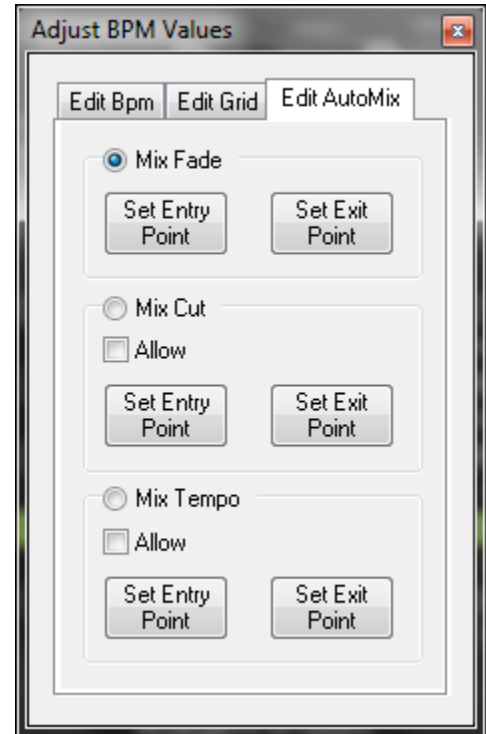 Adjust BPM Values
Edit Bpm Edit Grid Edit AutoMix
Mix Fade
Set Entry Set Exit
Point Point
Mix Cut
Allow
Set Entry Set Exit
Point Point
Mix Tempo
Allow
Set Entry Set Exit
Point Point